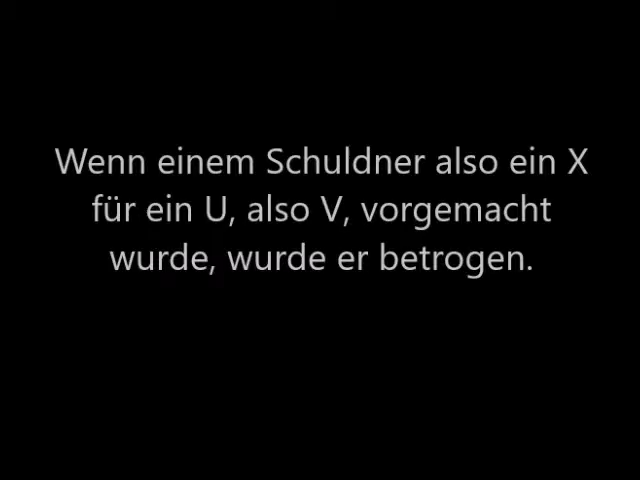 Wenn einem Schuldner also ein X
für ein U, also V, vorgemacht
wurde, wurde er betrogen.